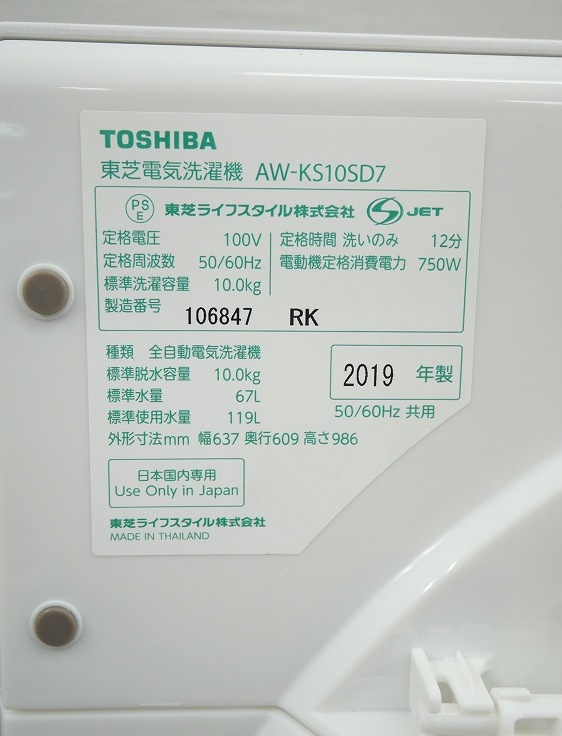 TOSHIBA
東芝電気洗濯機 AW-KS10SD7
PS E 東芝ライフスタイル株式会社 S JET
定格電圧 100V 定格時間 洗いのみ 12分
定格周波数 50/60Hz 電動機定格消費電力 750W
標準洗濯容量 10.0kg
製造番号 106847 RK
種類 全自動電気洗濯機
標準脱水容量 10.0kg
標準水量 67L
標準使用水量 119L
外形寸法mm 幅637 奥行609 高さ986
2019 年製
50/60Hz 共用
日本国内専用
Use Only in Japan
東芝ライフスタイル株式会社
MADE IN THAILAND